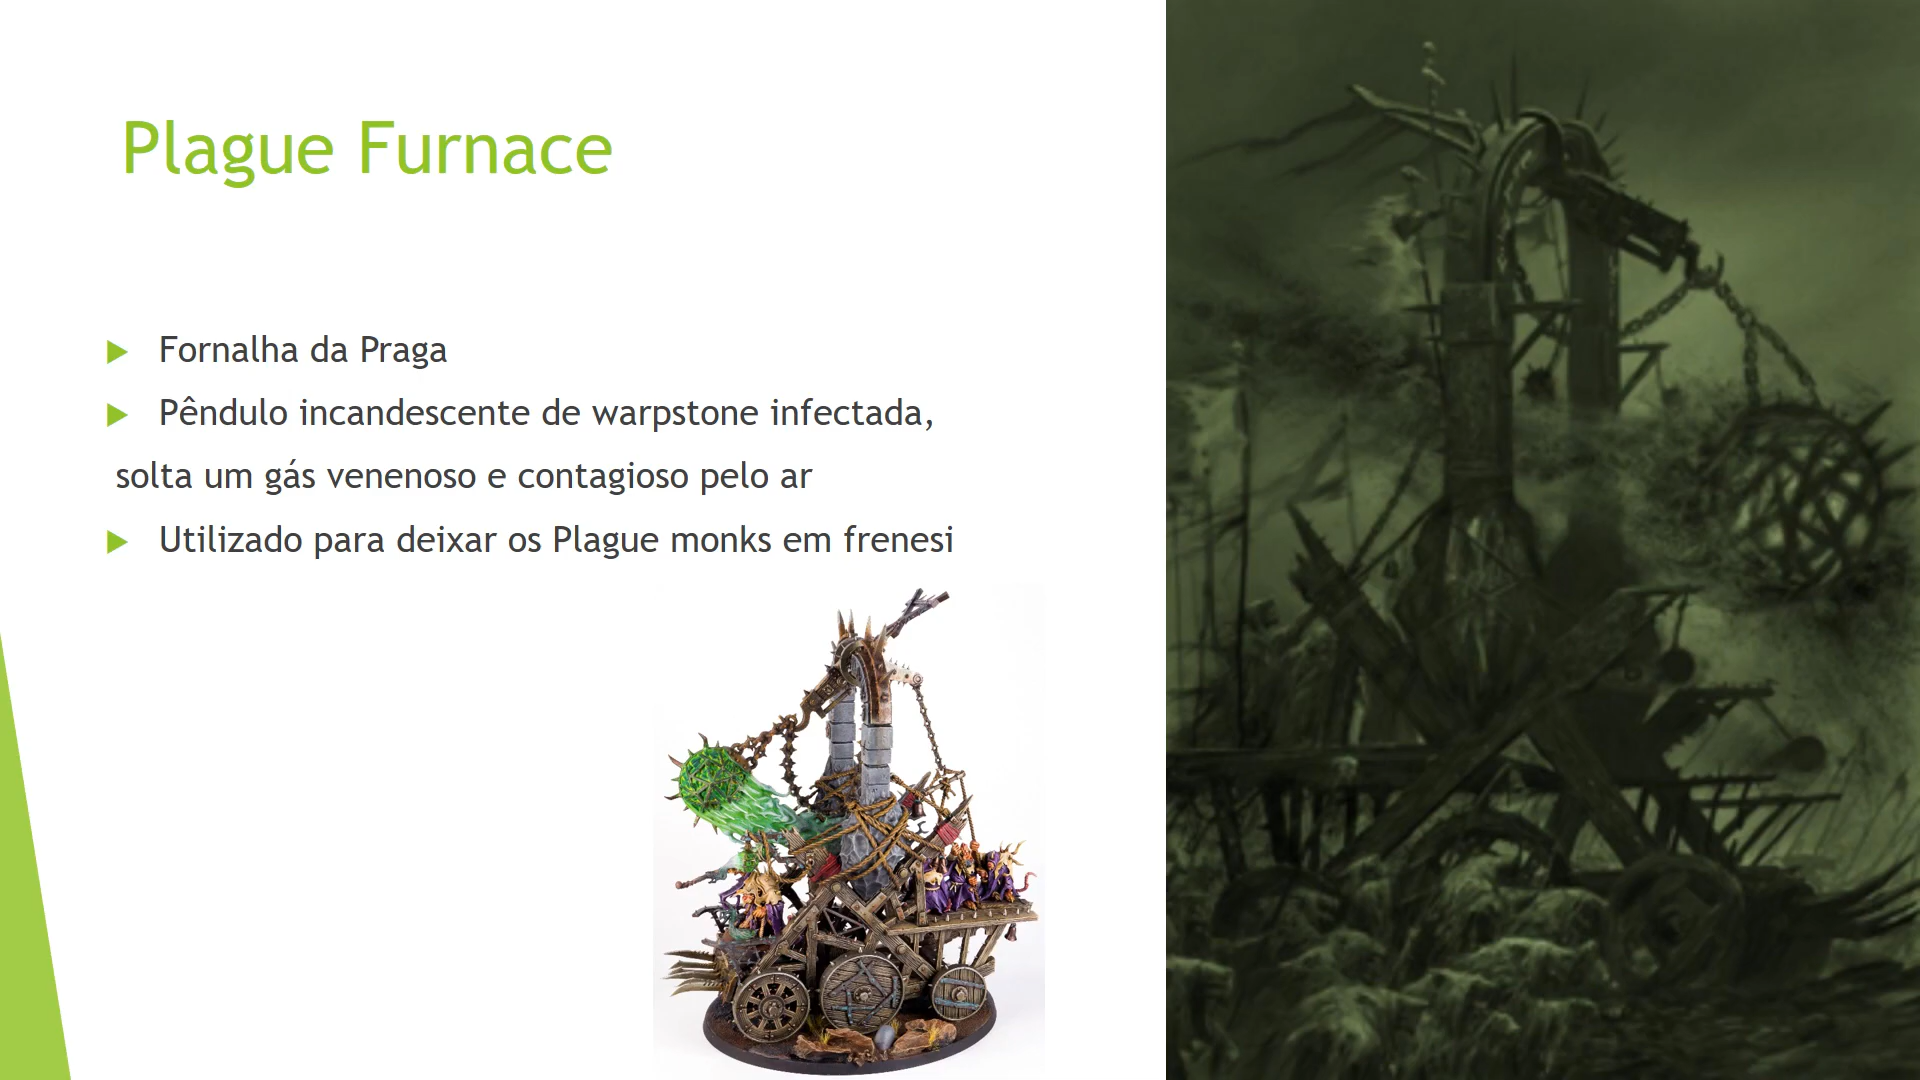 Plague Furnace
Fornalha da Praga
Pêndulo incandescente de warpstone infectada,
solta um gás venenoso e contagioso pelo ar
Utilizado para deixar os Plague monks em frenesi